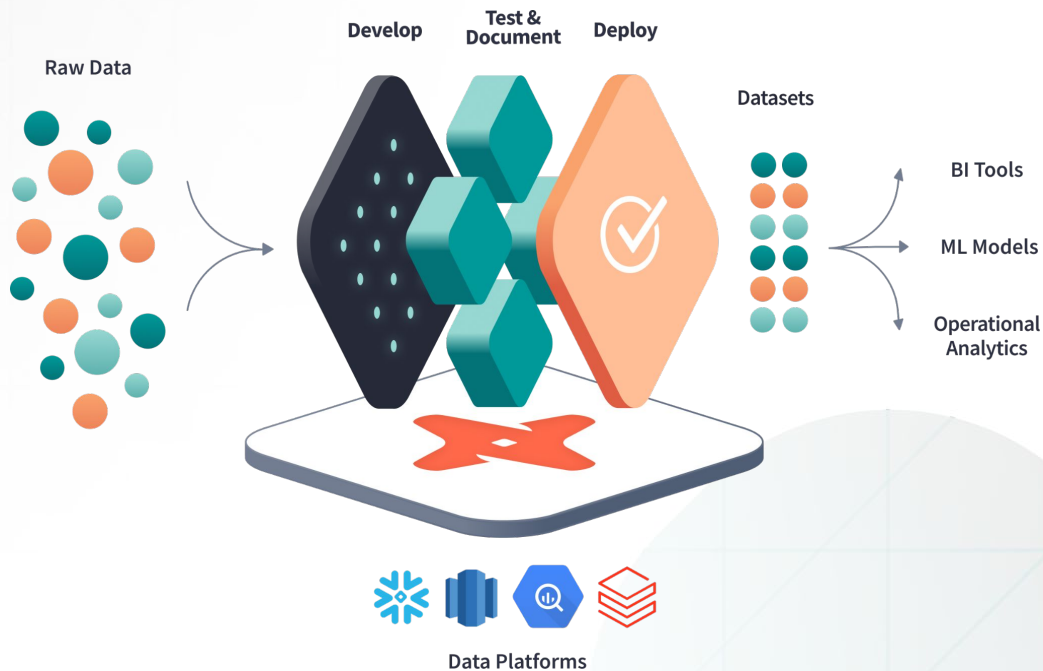 Develop
Test &
Document
Deploy
Raw Data
Datasets
BI Tools
ML Models
Operational
Analytics
Data Platforms